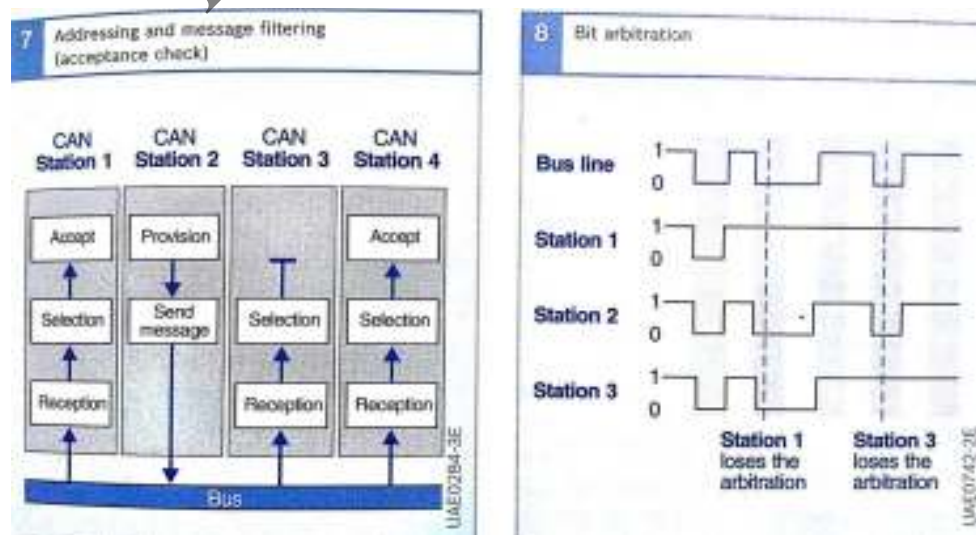 7
Addressing and message filtering
(acceptance check)
CAN
Station 1
CAN
Station 2
CAN
Station 3
CAN
Station 4
Accept
Provision
Accept
Selection
Send
message
Selection
Selection
Reception
Reception
Reception
Bus
UAE0284-3E
8
Bit arbitration
Bus line
1
0
Station 1
1
0
Station 2
1
0
Station 3
1
0
Station 1
loses the
arbitration
Station 3
loses the
arbitration
UAE0742-2E